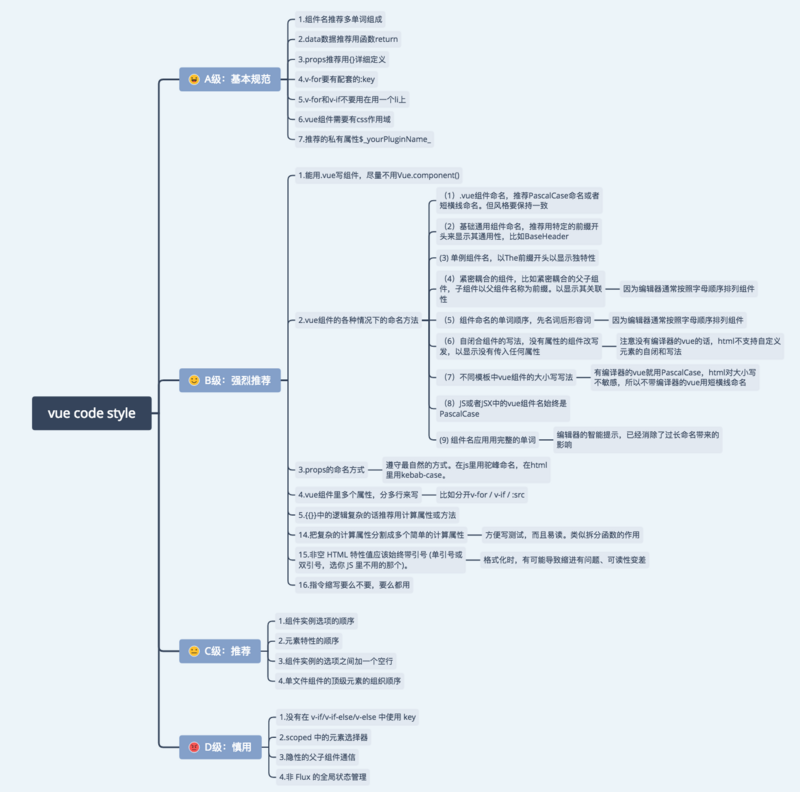 vue code style
A级：基本规范
1.组件名推荐多单词组成
2.data数据推荐用函数return
3.props推荐用{}详细定义
4.v-for要有配套的:key
5.v-for和v-if不要用在用一个li上
6.vue组件需要有css作用域
7.推荐的私有属性$_yourPluginName_
B级：强烈推荐
1.能用.vue写组件，尽量不用Vue.component()
2.vue组件的各种情况下的命名方法
（1）.vue组件命名，推荐PascalCase命名或者
短横线命名。但风格要保持一致
（2）基础通用组件命名，推荐用特定的前缀开
头来显示其通用性，比如BaseHeader
(3) 单例组件名，以The前缀开头以显示独特性
（4）紧密耦合的组件，比如紧密耦合的父子组
件，子组件以父组件名称为前缀。以显示其关联
性
因为编辑器通常按照字母顺序排列组件
（5）组件命名的单词顺序，先名词后形容词
因为编辑器通常按照字母顺序排列组件
（6）自闭合组件的写法，没有属性的组件改写
发，以显示没有传入任何属性
注意没有编译器的vue的话，html不支持自定义
元素的自闭和写法
（7）不同模板中vue组件的大小写写法
有编译器的vue就用PascalCase，html对大小写
不敏感，所以不带编译器的vue用短横线命名
（8）JS或者JSX中的vue组件名始终是
PascalCase
(9) 组件名应用用完整的单词
编辑器的智能提示，已经消除了过长命名带来的
影响
3.props的命名方式
遵守最自然的方式。在js里用驼峰命名，在html
里用kebab-case。
4.vue组件里多个属性，分多行来写
比如分开v-for / v-if / :src
5.{{}}中的逻辑复杂的话推荐用计算属性或方法
14.把复杂的计算属性分割成多个简单的计算属性
方便写测试，而且易读。类似拆分函数的作用
15.非空 HTML 特性值应该始终带引号 (单引号或
双引号，选你 JS 里不用的那个)。
格式化时，有可能导致缩进有问题、可读性变差
16.指令缩写要么不要，要么都用
C级：推荐
1.组件实例选项的顺序
2.元素特性的顺序
3.组件实例的选项之间加一个空行
4.单文件组件的顶级元素的组织顺序
D级：慎用
1.没有在 v-if/v-if-else/v-else 中使用 key
2.scoped 中的元素选择器
3.隐性的父子组件通信
4.非 Flux 的全局状态管理